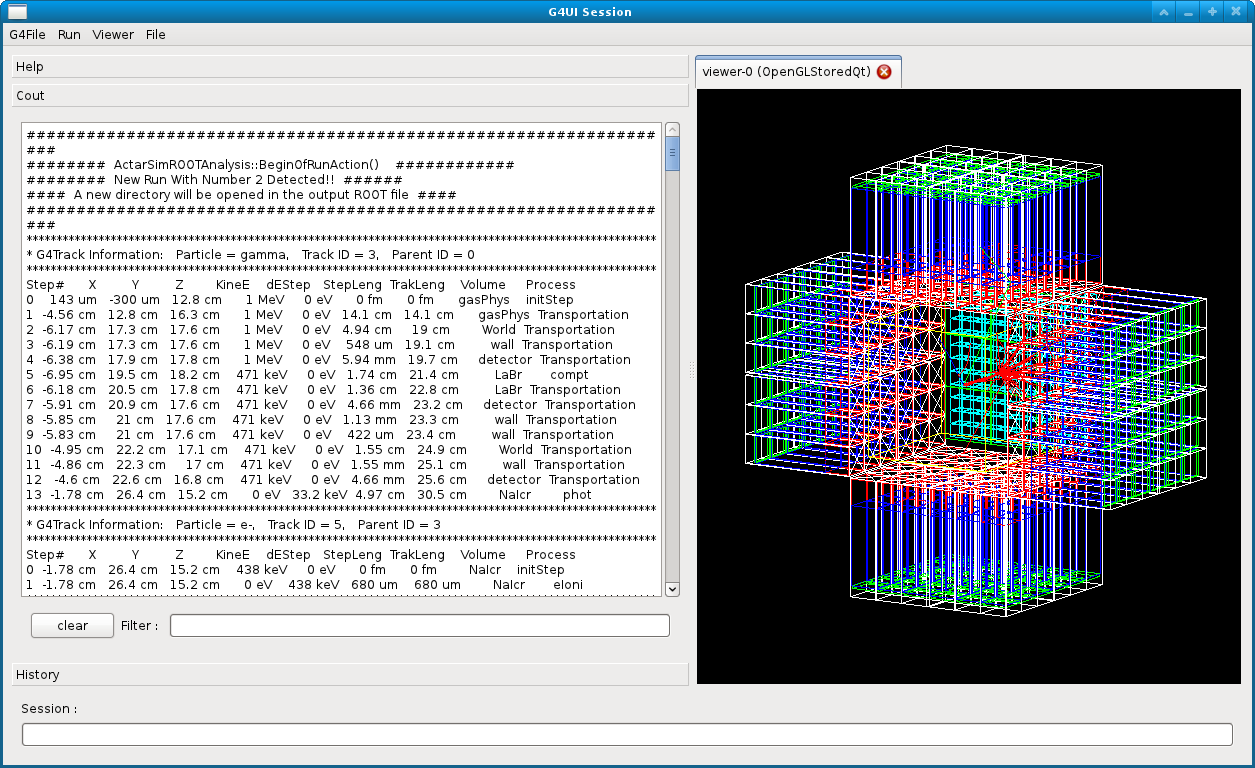 G4UI Session
G4File Run Viewer File
Help
Cout
###############################################################
###
######## ActarSimROOTAnalysis::BeginOfRunAction() ############
######## New Run With Number 2 Detected!! ######
#### A new directory will be opened in the output ROOT file ####
###############################################################
###
*********************************************************************************************************
* G4Track Information: Particle = gamma, Track ID = 3, Parent ID = 0
*********************************************************************************************************
Step# X Y Z KineE dEStep StepLeng TrakLeng Volume Process
0 143 um -300 um 12.8 cm 1 MeV 0 eV 0 fm 0 fm gasPhys initStep
1 -4.56 cm 12.8 cm 16.3 cm 1 MeV 0 eV 14.1 cm 14.1 cm gasPhys Transportation
2 -6.17 cm 17.3 cm 17.6 cm 1 MeV 0 eV 4.94 cm 19 cm World Transportation
3 -6.19 cm 17.3 cm 17.6 cm 1 MeV 0 eV 548 um 19.1 cm wall Transportation
4 -6.38 cm 17.9 cm 17.8 cm 1 MeV 0 eV 5.94 mm 19.7 cm detector Transportation
5 -6.95 cm 19.5 cm 18.2 cm 471 keV 0 eV 1.74 cm 21.4 cm LaBr compt
6 -6.18 cm 20.5 cm 17.8 cm 471 keV 0 eV 1.36 cm 22.8 cm LaBr Transportation
7 -5.91 cm 20.9 cm 17.6 cm 471 keV 0 eV 4.66 mm 23.2 cm detector Transportation
8 -5.85 cm 21 cm 17.6 cm 471 keV 0 eV 1.13 mm 23.3 cm wall Transportation
9 -5.83 cm 21 cm 17.6 cm 471 keV 0 eV 422 um 23.4 cm wall Transportation
10 -4.95 cm 22.2 cm 17.1 cm 471 keV 0 eV 1.55 cm 24.9 cm World Transportation
11 -4.86 cm 22.3 cm 17 cm 471 keV 0 eV 1.55 mm 25.1 cm wall Transportation
12 -4.6 cm 22.6 cm 16.8 cm 471 keV 0 eV 4.66 mm 25.6 cm detector Transportation
13 -1.78 cm 26.4 cm 15.2 cm 0 eV 33.2 keV 4.97 cm 30.5 cm NaIcr phot
*********************************************************************************************************
* G4Track Information: Particle = e-, Track ID = 5, Parent ID = 3
*********************************************************************************************************
Step# X Y Z KineE dEStep StepLeng TrakLeng Volume Process
0 -1.78 cm 26.4 cm 15.2 cm 438 keV 0 eV 0 fm 0 fm NaIcr initStep
1 -1.78 cm 26.4 cm 15.2 cm 0 eV 438 keV 680 um 680 um NaIcr eIoni
clear Filter :
History
Session :
viewer-0 (OpenGLStoredQt)